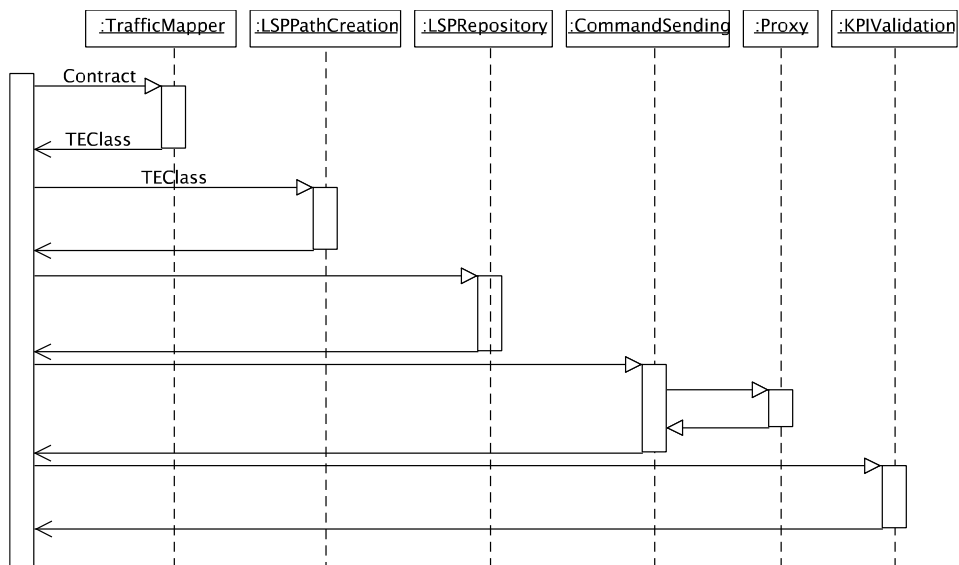 :TrafficMapper
:LSPPathCreation
:LSPRepository
:CommandSending
:Proxy
:KPIValidation
Contract
TEClass
TEClass